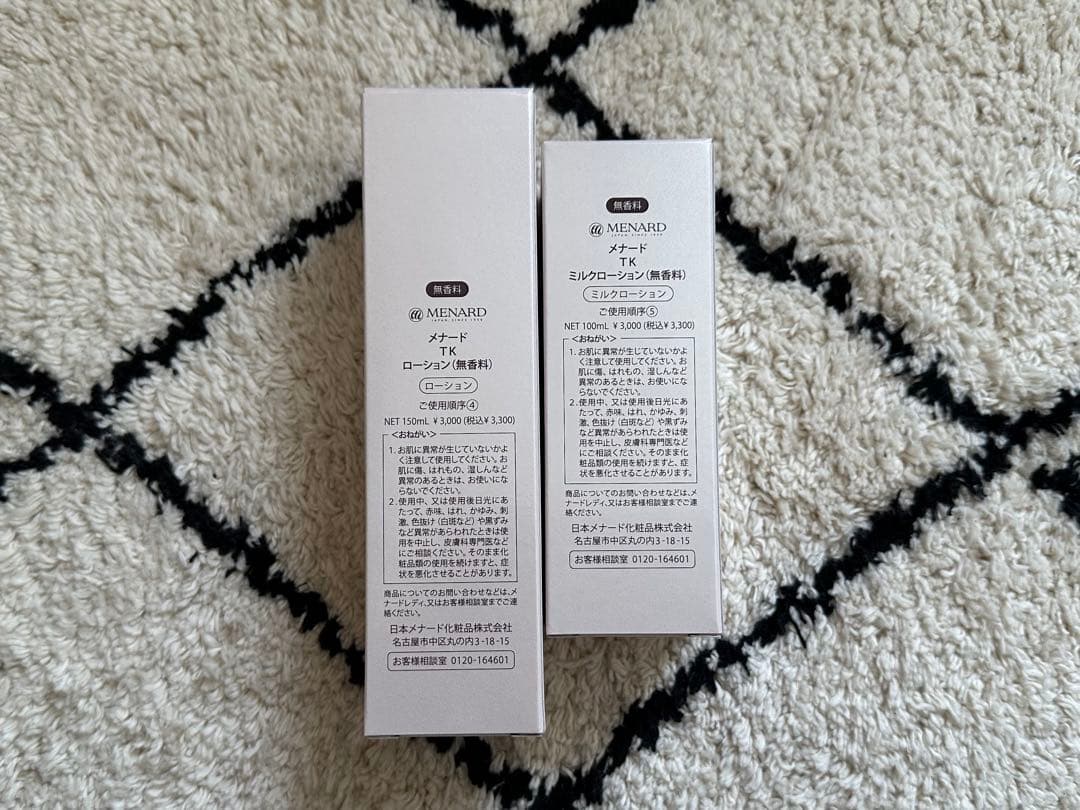 無香料
MENARD
JAPAN SINCE 1959
メナード
TK
ローション(無香料)
ローション
ご使用順序④
NET 150mL ¥3,000(税込¥3,300)
<おねがい>
1. お肌に異常が生じていないかよ
く注意して使用してください。お
肌に傷、はれもの、湿しんなど
異常のあるときは、お使いにな
らないでください。
2. 使用中、又は使用後日光にあ
たって、赤味、はれ、かゆみ、刺
激、色抜け(白斑など)や黒ずみ
など異常があらわれたときは使
用を中止し、皮膚科専門医など
にご相談ください。そのまま化
粧品類の使用を続けますと、症
状を悪化させることがあります。
商品についてのお問い合わせなどは、メ
ナードレディ、又はお客様相談室までご連
絡ください。
日本メナード化粧品株式会社
名古屋市中区丸の内3-18-15
お客様相談室 0120-164601
無香料
MENARD
JAPAN SINCE 1959
メナード
TK
ミルクローション(無香料)
ミルクローション
ご使用順序⑤
NET 100mL ¥3,000(税込¥3,300)
<おねがい>
1. お肌に異常が生じていないかよ
く注意して使用してください。お
肌に傷、はれもの、湿しんなど
異常のあるときは、お使いにな
らないでください。
2. 使用中、又は使用後日光にあ
たって、赤味、はれ、かゆみ、刺
激、色抜け(白斑など)や黒ずみ
など異常があらわれたときは使
用を中止し、皮膚科専門医など
にご相談ください。そのまま化
粧品類の使用を続けますと、症
状を悪化させることがあります。
商品についてのお問い合わせなどは、メ
ナードレディ、又はお客様相談室までご連
絡ください。
日本メナード化粧品株式会社
名古屋市中区丸の内3-18-15
お客様相談室 0120-164601